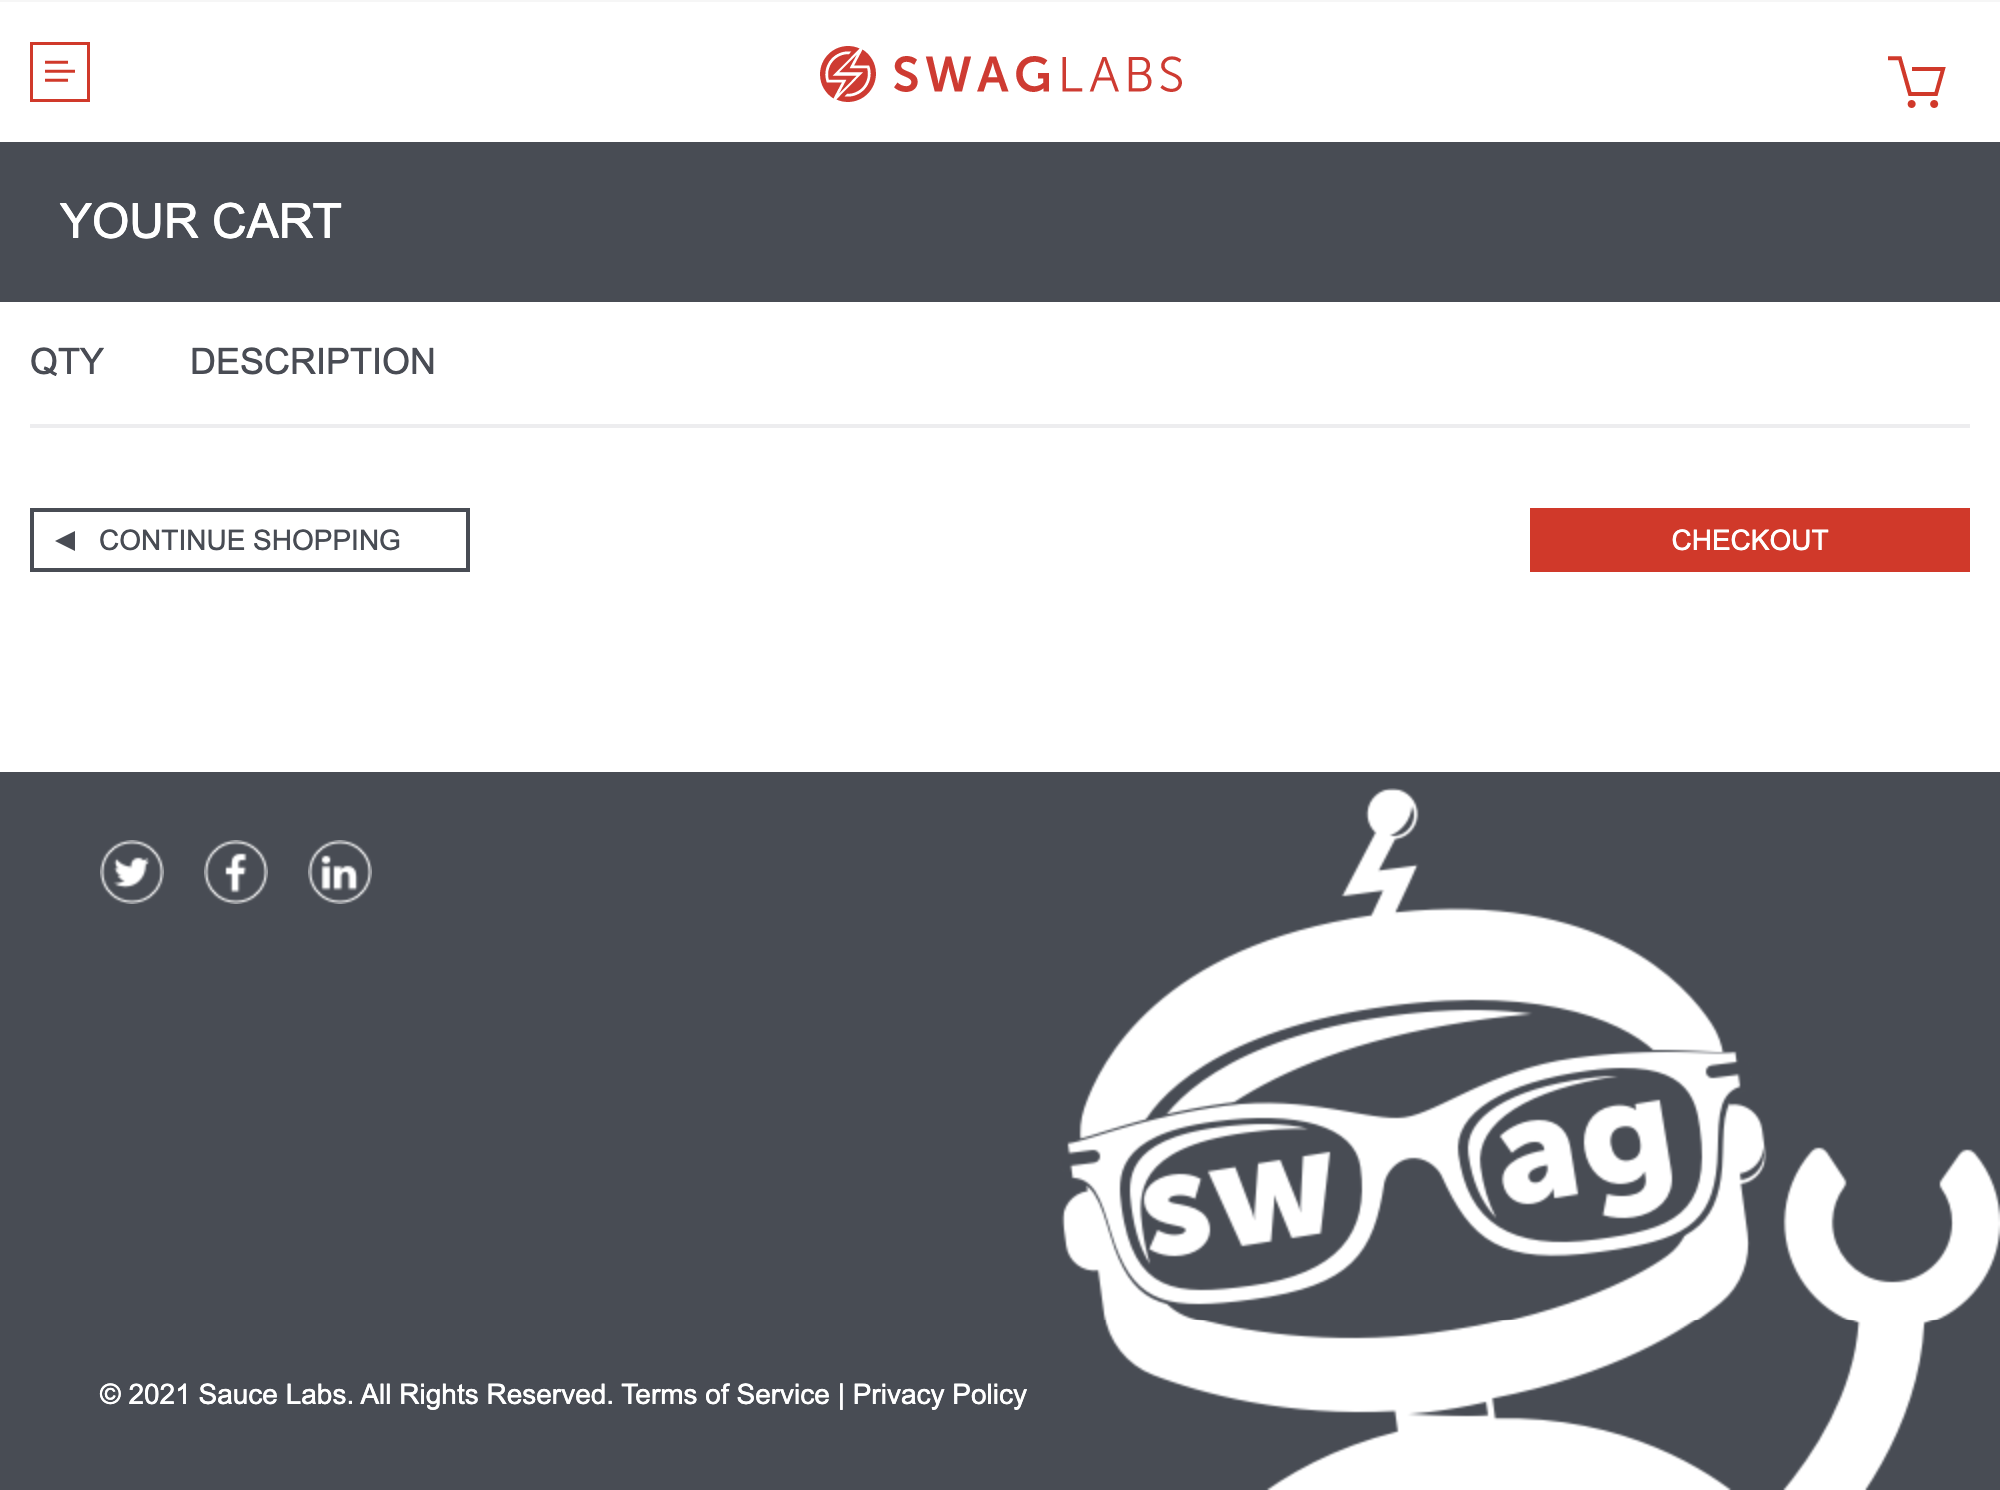 SWAGLABS
YOUR CART
QTY DESCRIPTION
CONTINUE SHOPPING CHECKOUT
sw ag
© 2021 Sauce Labs. All Rights Reserved. Terms of Service | Privacy Policy